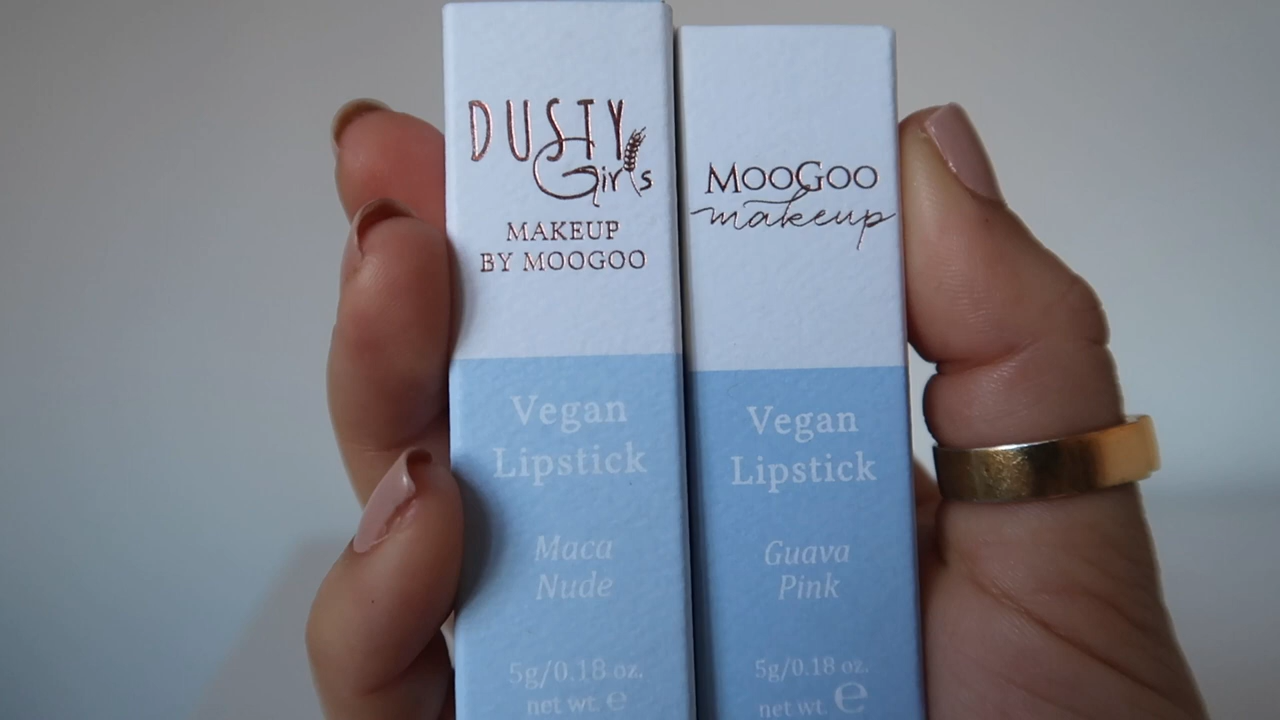 DUSTY
Girls
MAKEUP
BY MOOGOO
Vegan
Lipstick
Maca
Nude
5g/0.18 oz.
net wt. e
MOOGOO
makeup
Vegan
Lipstick
Guava
Pink
5g/0.18 oz.
net wt. e